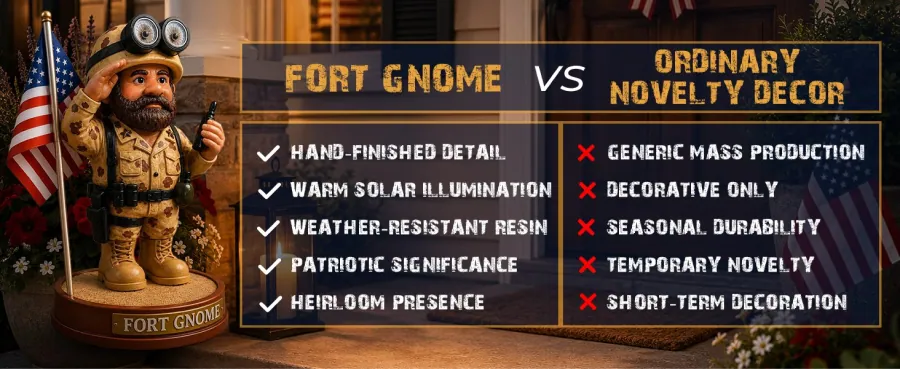 FORT GNOME VS ORDINARY NOVELTY DECOR
HAND-FINISHED DETAIL
WARM SOLAR ILLUMINATION
WEATHER-RESISTANT RESIN
PATRIOTIC SIGNIFICANCE
HEIRLOOM PRESENCE
GENERIC MASS PRODUCTION
DECORATIVE ONLY
SEASONAL DURABILITY
TEMPORARY NOVELTY
SHORT-TERM DECORATION
FORT GNOME